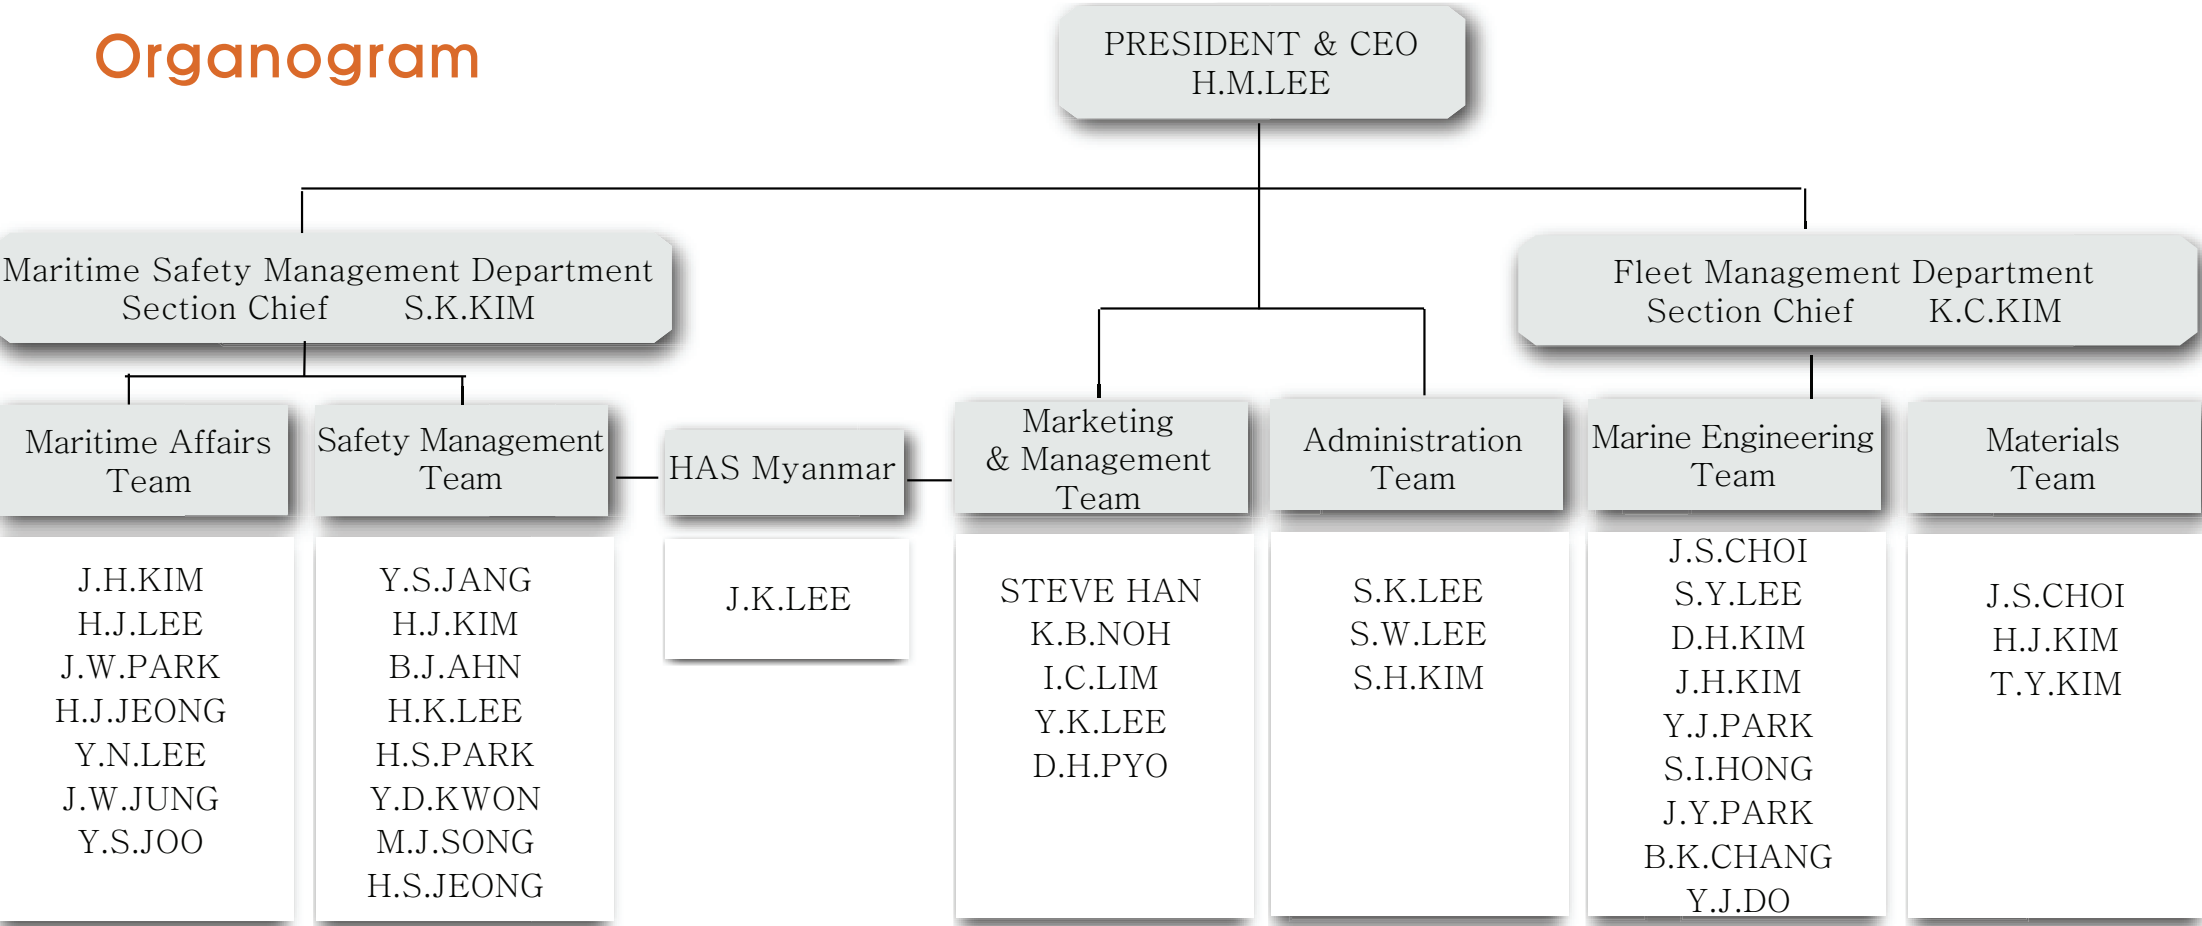 Organogram
PRESIDENT & CEO
H.M.LEE
Maritime Safety Management Department
Section Chief S.K.KIM
Fleet Management Department
Section Chief K.C.KIM
Maritime Affairs
Team
Safety Management
Team
HAS Myanmar
Marketing
& Management
Team
Administration
Team
Marine Engineering
Team
Materials
Team
J.H.KIM
H.J.LEE
J.W.PARK
H.J.JEONG
Y.N.LEE
J.W.JUNG
Y.S.JOO
Y.S.JANG
H.J.KIM
B.J.AHN
H.K.LEE
H.S.PARK
Y.D.KWON
M.J.SONG
H.S.JEONG
J.K.LEE
STEVE HAN
K.B.NOH
I.C.LIM
Y.K.LEE
D.H.PYO
S.K.LEE
S.W.LEE
S.H.KIM
J.S.CHOI
S.Y.LEE
D.H.KIM
J.H.KIM
Y.J.PARK
S.I.HONG
J.Y.PARK
B.K.CHANG
Y.J.DO
J.S.CHOI
H.J.KIM
T.Y.KIM